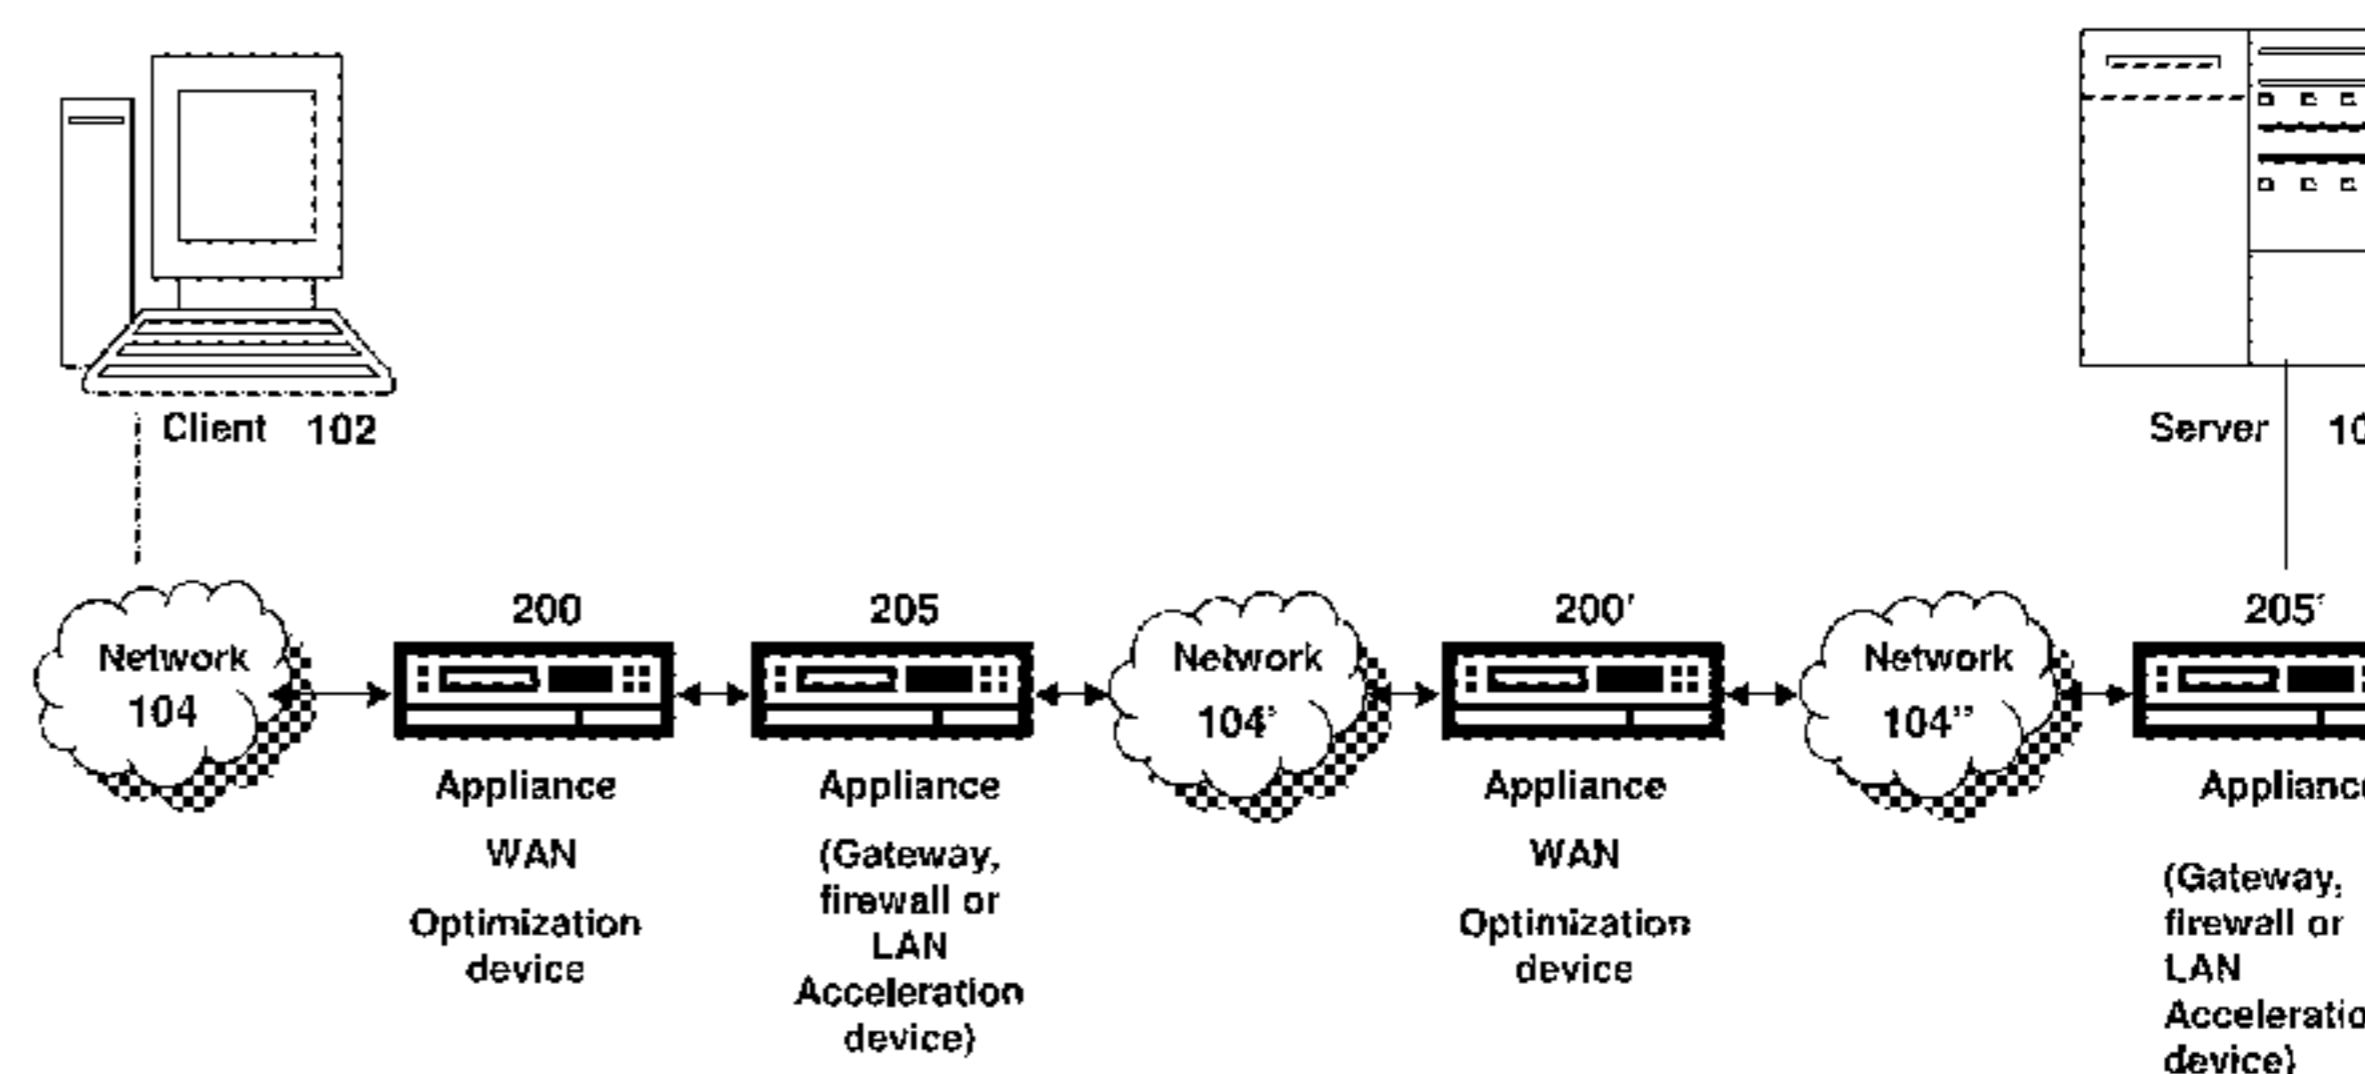 Client 102
Server
200
205
200'
205'
Network
104
Network
104'
Network
104"
Appliance
WAN
Optimization
device
Appliance
(Gateway,
firewall or
LAN
Acceleration
device)
Appliance
WAN
Optimization
device
(Gateway,
firewall or
LAN
device)